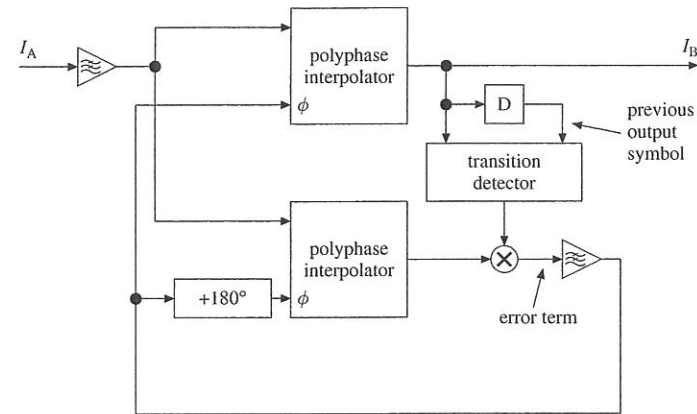 I_A
I_B
polyphase
interpolator
ϕ
D
previous
output
symbol
transition
detector
polyphase
interpolator
+180°
ϕ
error term